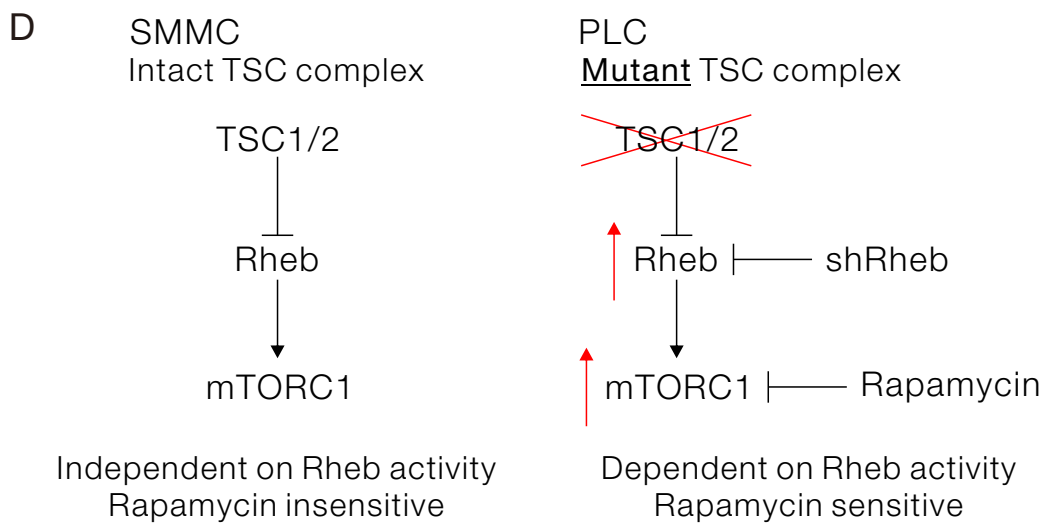 D
SMMC
Intact TSC complex
TSC1/2
Rheb
mTORC1
Independent on Rheb activity
Rapamycin insensitive
PLC
Mutant TSC complex
TSC1/2
Rheb
shRheb
mTORC1
Rapamycin
Dependent on Rheb activity
Rapamycin sensitive